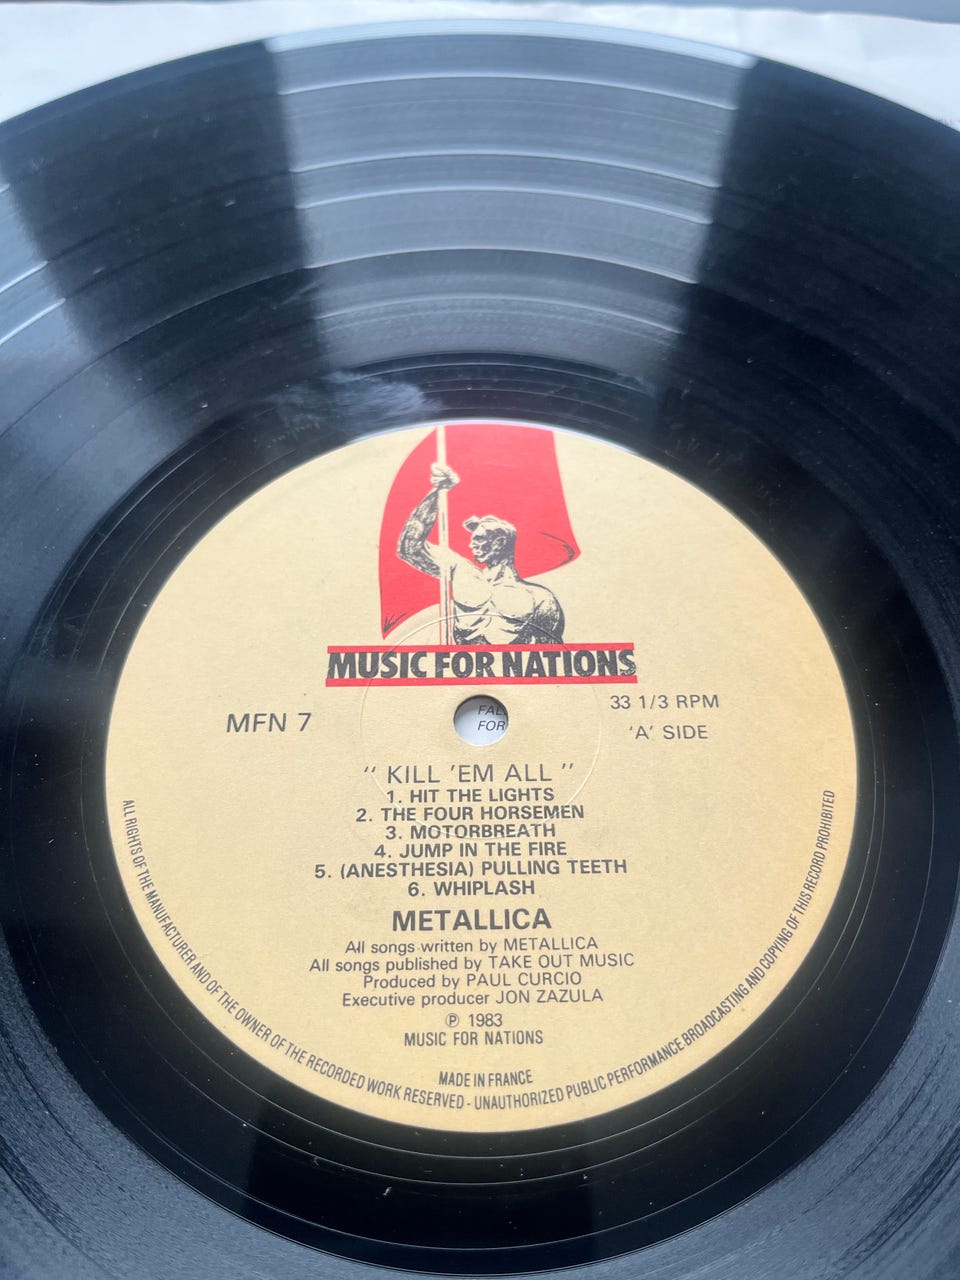 MUSIC FOR NATIONS
MFN 7
33 1/3 RPM
'A' SIDE
FAL
FOR
" KILL 'EM ALL "
1. HIT THE LIGHTS
2. THE FOUR HORSEMEN
3. MOTORBREATH
4. JUMP IN THE FIRE
5. (ANESTHESIA) PULLING TEETH
6. WHIPLASH
METALLICA
All songs written by METALLICA
All songs published by TAKE OUT MUSIC
Produced by PAUL CURCIO
Executive producer JON ZAZULA
℗ 1983
MUSIC FOR NATIONS
MADE IN FRANCE
ALL RIGHTS OF THE MANUFACTURER AND OF THE OWNER OF THE RECORDED WORK RESERVED - UNAUTHORIZED PUBLIC PERFORMANCE BROADCASTING AND COPYING OF THIS RECORD PROHIBITED